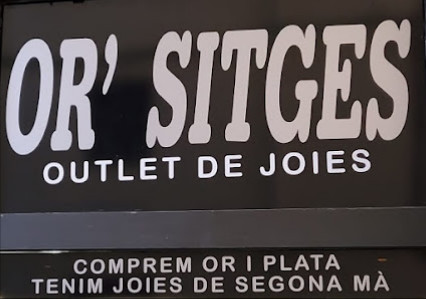 OR' SITGES
OUTLET DE JOIES
COMPREM OR I PLATA
TENIM JOIES DE SEGONA MÀ